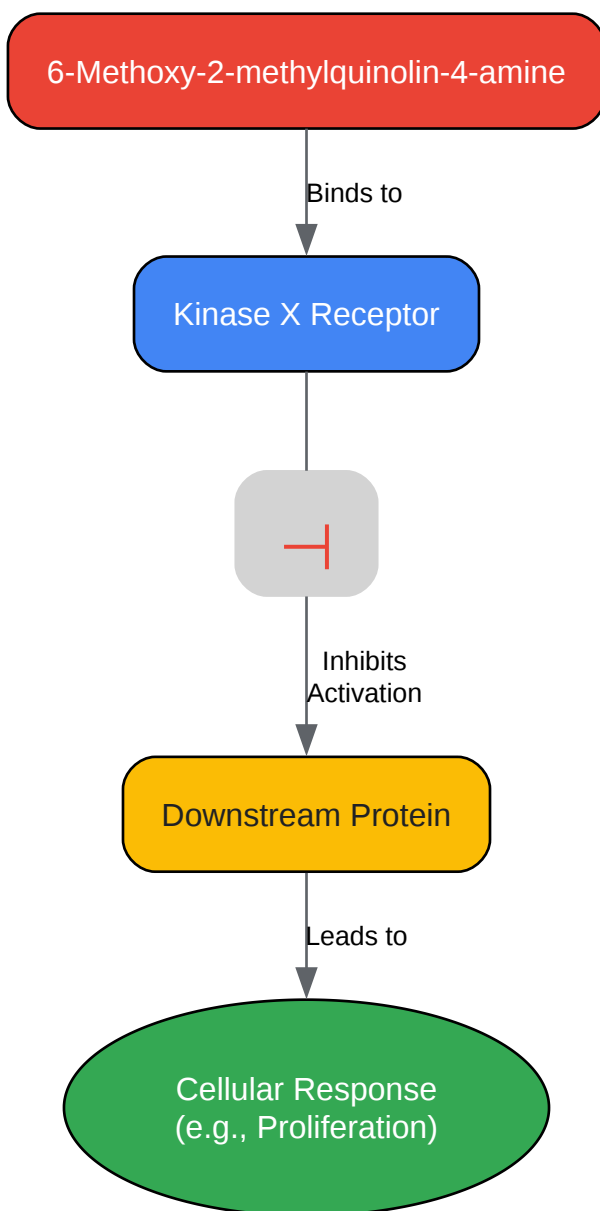 6-Methoxy-2-methylquinolin-4-amine
Binds to
Kinase X Receptor
⊣
Inhibits
Activation
Downstream Protein
Leads to
Cellular Response
(e.g., Proliferation)